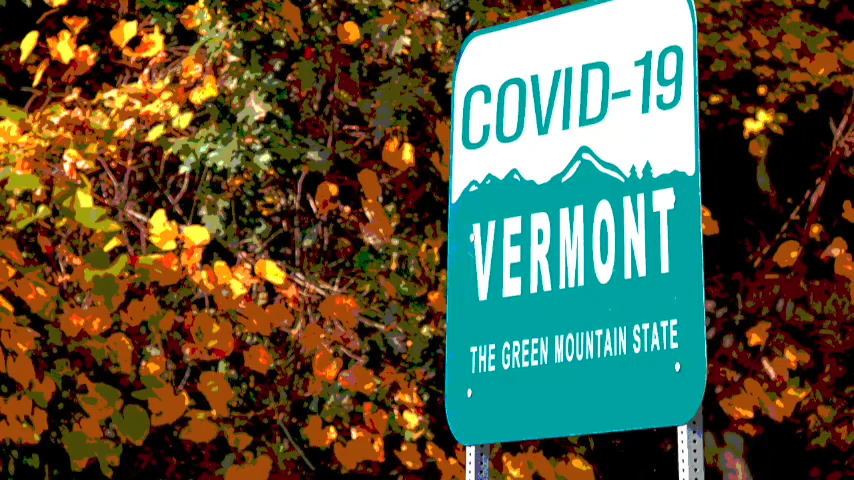 COVID-19
VERMONT
THE GREEN MOUNTAIN STATE